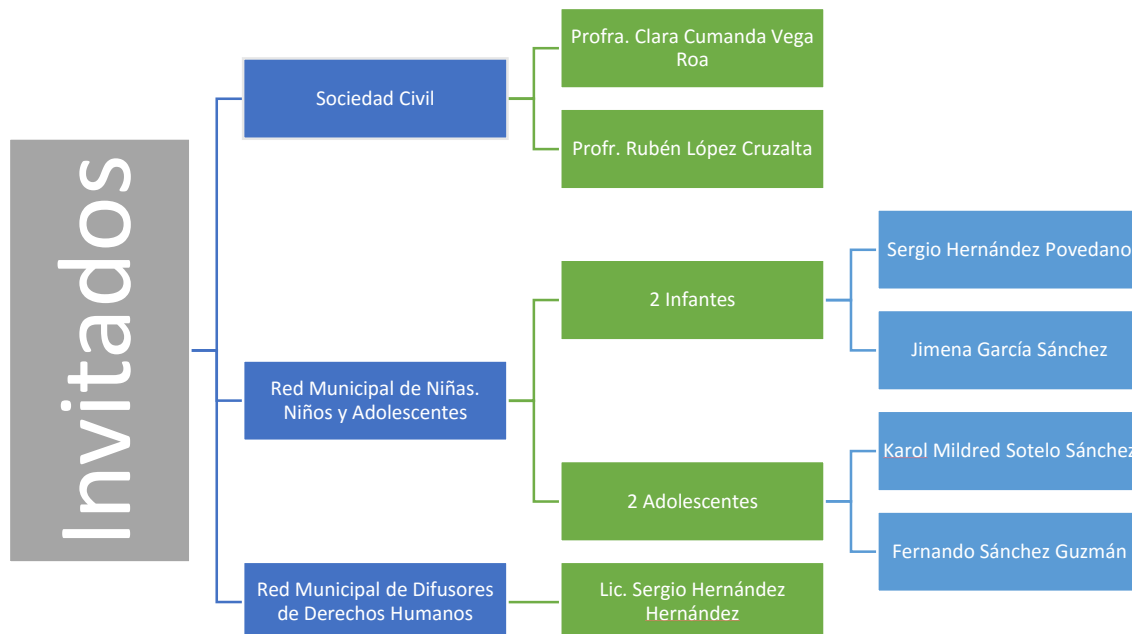 Invitados
Sociedad Civil
Profra. Clara Cumanda Vega
Roa
Profr. Rubén López Cruzalta
Red Municipal de Niñas.
Niños y Adolescentes
2 Infantes
Sergio Hernández Povedano
Jimena García Sánchez
2 Adolescentes
Karol Mildred Sotelo Sánchez
Fernando Sánchez Guzmán
Red Municipal de Difusores
de Derechos Humanos
Lic. Sergio Hernández
Hernández